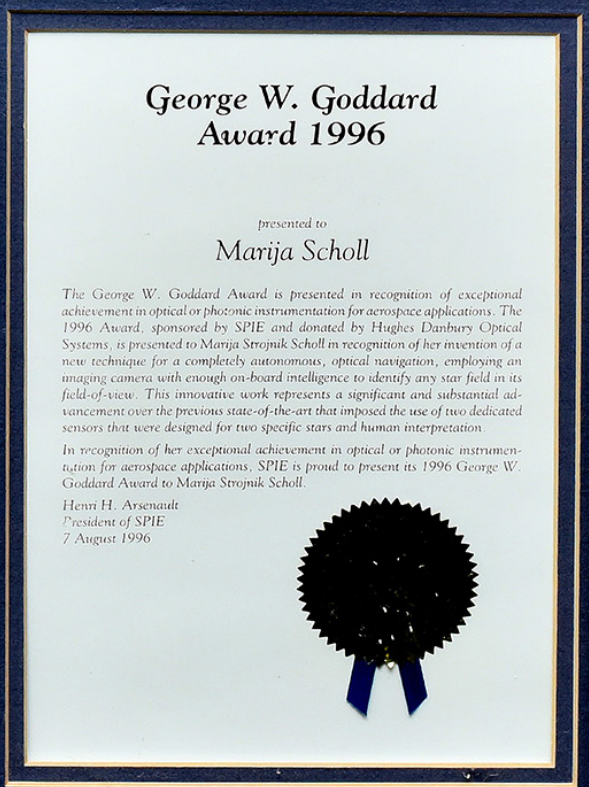 George W. Goddard
Award 1996
presented to
Marija Scholl
The George W. Goddard Award is presented in recognition of exceptional
achievement in optical or photonic instrumentation for aerospace applications. The
1996 Award, sponsored by SPIE and donated by Hughes Danbury Optical
Systems, is presented to Marija Strojnik Scholl in recognition of her invention of a
new technique for a completely autonomous, optical navigation, employing an
imaging camera with enough on-board intelligence to identify any star field in its
field-of-view. This innovative work represents a significant and substantial ad-
vancement over the previous state-of-the-art that imposed the use of two dedicated
sensors that were designed for two specific stars and human interpretation.
In recognition of her exceptional achievement in optical or photonic instrumen-
tation for aerospace applications, SPIE is proud to present its 1996 George W.
Goddard Award to Marija Strojnik Scholl.
Henri H. Arsenault
President of SPIE
7 August 1996